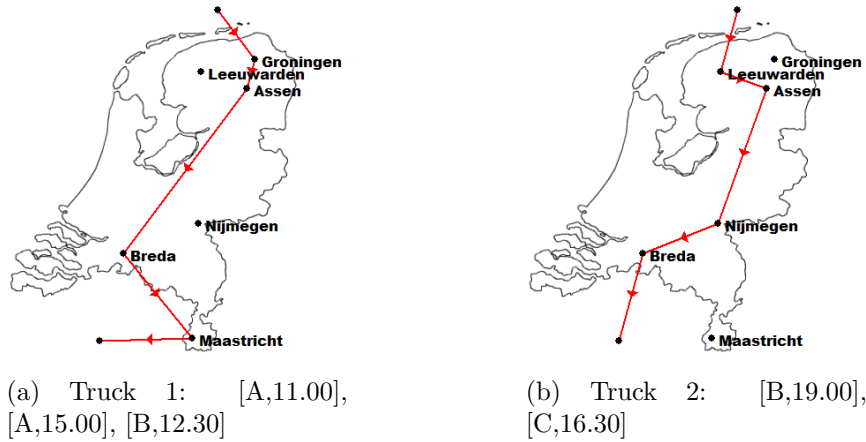 Groningen
Leeuwarden
Assen
Nijmegen
Breda
Maastricht
(a) Truck 1: [A,11.00],
[A,15.00], [B,12.30]
Groningen
Leeuwarden
Assen
Nijmegen
Breda
Maastricht
(b) Truck 2: [B,19.00],
[C,16.30]